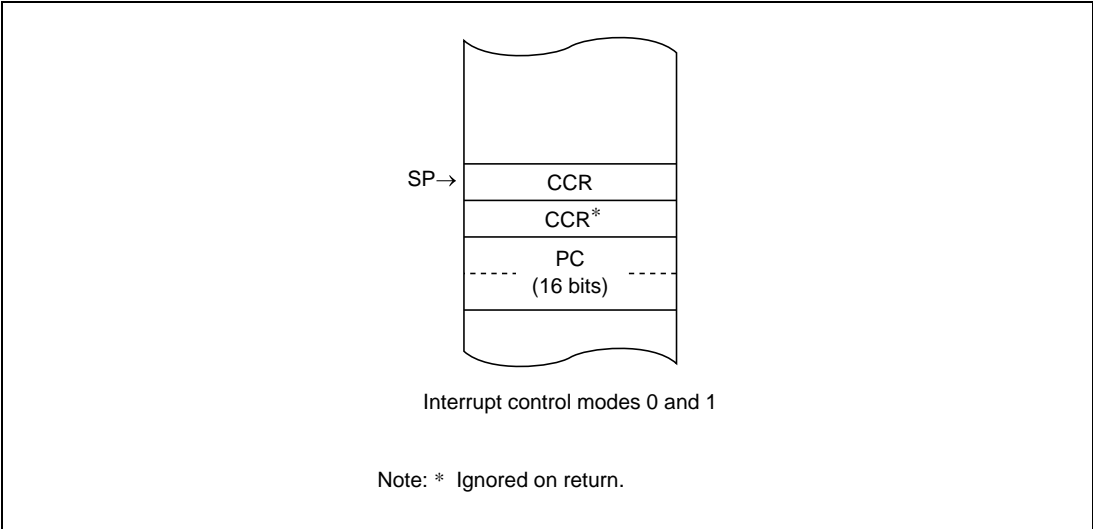 SP→ CCR
CCR*
PC
(16 bits)
Interrupt control modes 0 and 1
Note: * Ignored on return.